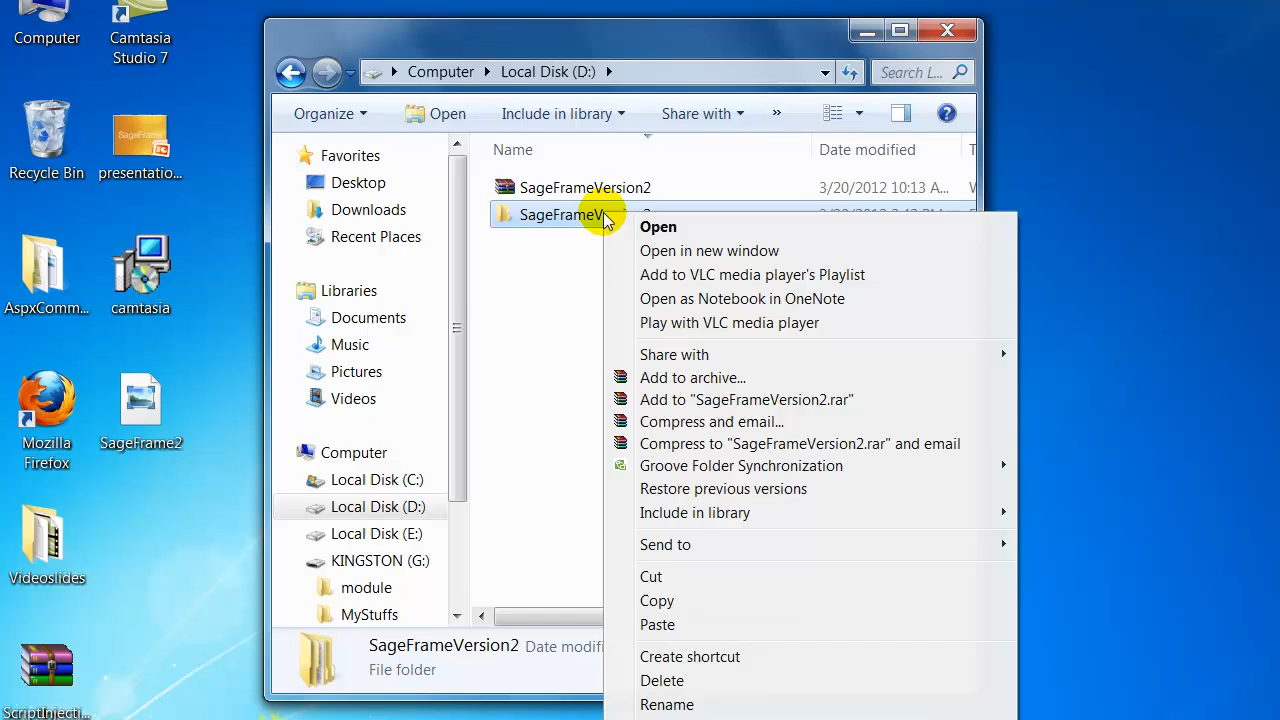 Computer
Camtasia
Studio 7
Recycle Bin
SageFrame
presentatio...
AspxComm...
camtasia
Mozilla
Firefox
SageFrame2
Videoslides
ScriptInjecti...
Computer
Local Disk (D:)
Search L...
Organize
Open
Include in library
Share with
»
Favorites
Desktop
Downloads
Recent Places
Libraries
Documents
Music
Pictures
Videos
Computer
Local Disk (C:)
Local Disk (D:)
Local Disk (E:)
KINGSTON (G:)
module
MyStuffs
Name
Date modified
T
SageFrameVersion2
3/20/2012 10:13 A...
SageFrameV
SageFrameVersion2
Date modifi
File folder
Open
Open in new window
Add to VLC media player's Playlist
Open as Notebook in OneNote
Play with VLC media player
Share with
Add to archive...
Add to "SageFrameVersion2.rar"
Compress and email...
Compress to "SageFrameVersion2.rar" and email
Groove Folder Synchronization
Restore previous versions
Include in library
Send to
Cut
Copy
Paste
Create shortcut
Delete
Rename